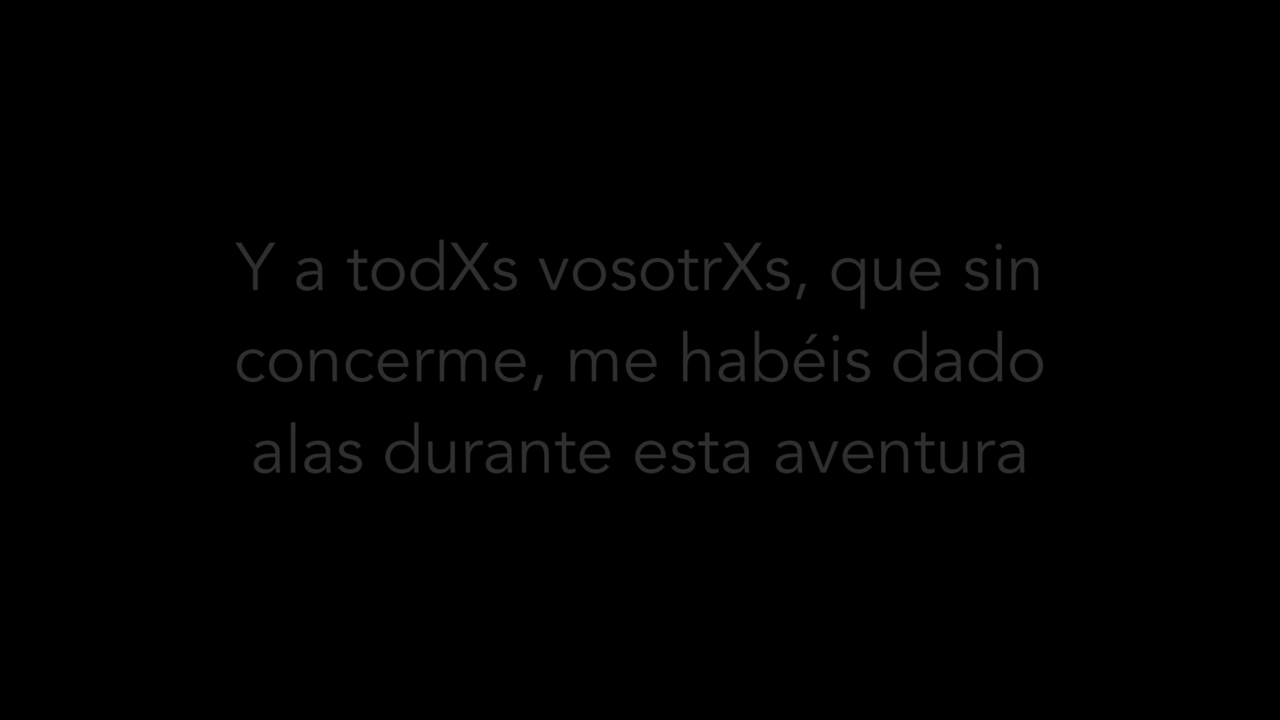 Y a todXs vosotrXs, que sin
concerme, me habéis dado
alas durante esta aventura